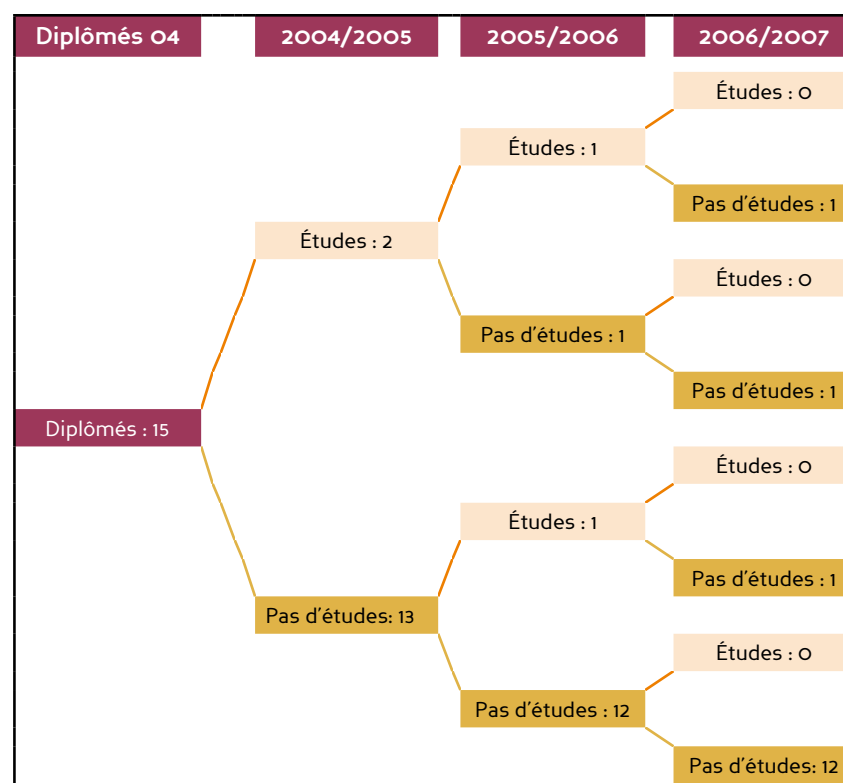 Diplômés 04 2004/2005 2005/2006 2006/2007
Études : 0
Études : 1
Pas d'études : 1
Études : 2
Études : 0
Pas d'études : 1
Pas d'études : 1
Diplômés : 15
Études : 0
Études : 1
Pas d'études : 1
Pas d'études: 13
Études : 0
Pas d'études : 12
Pas d'études: 12